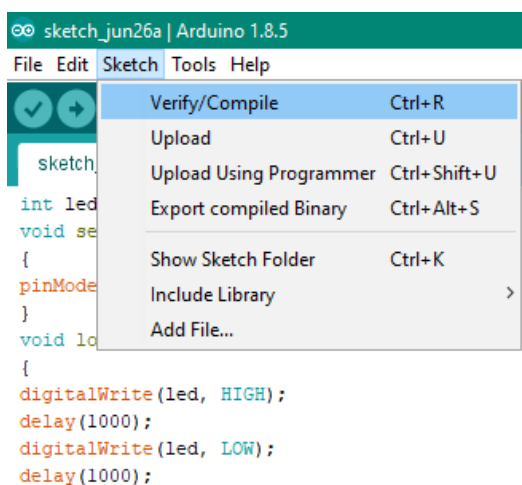 sketch_jun26a | Arduino 1.8.5
File Edit Sketch Tools Help
Verify/Compile Ctrl+R
Upload Ctrl+U
Upload Using Programmer Ctrl+Shift+U
Export compiled Binary Ctrl+Alt+S
Show Sketch Folder Ctrl+K
Include Library
Add File...
sketch_
int led
void se
{
pinMode
}
void lo
{
digitalWrite(led, HIGH);
delay(1000);
digitalWrite(led, LOW);
delay(1000);